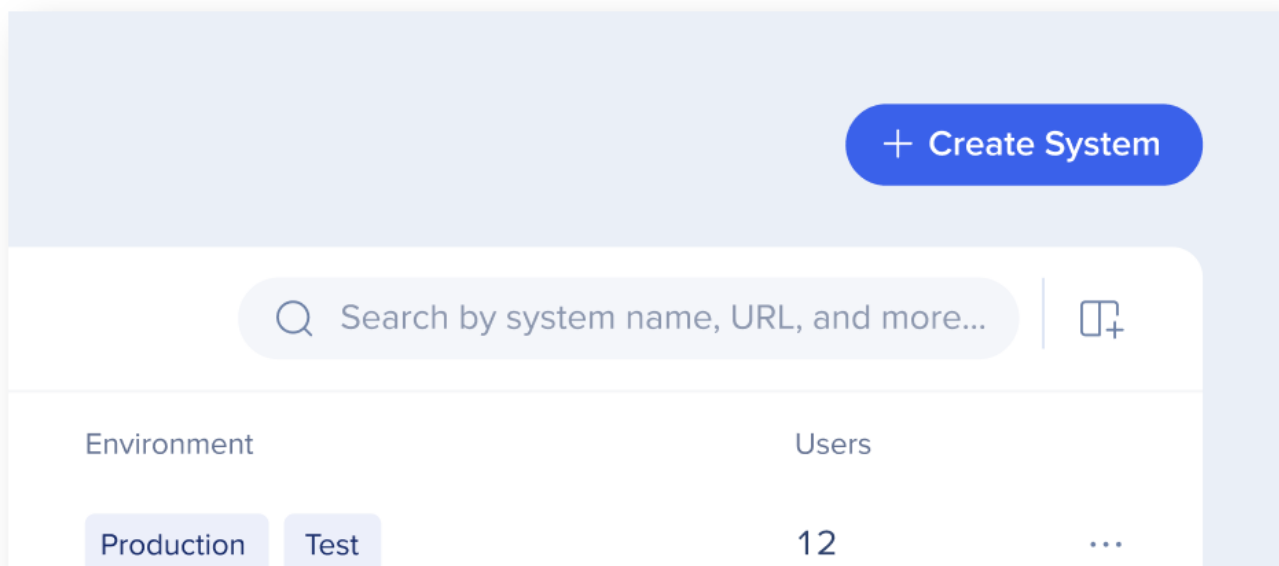 + Create System
Search by system name, URL, and more...
Environment Users
Production Test 12 ...